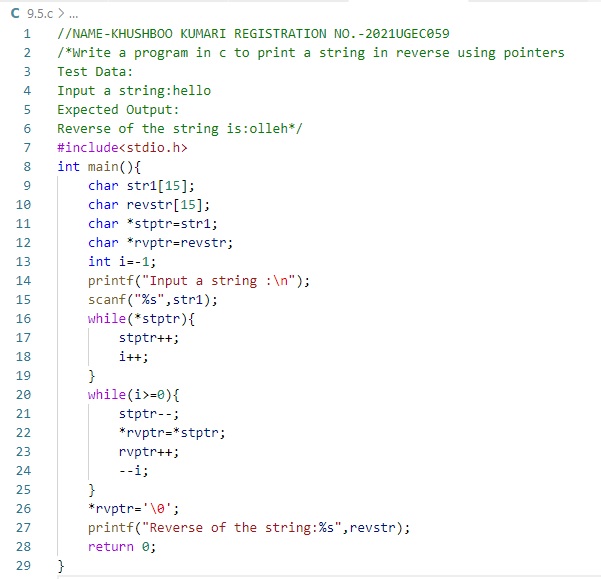 C 9.5.c > ...
1 //NAME-KHUSHBOO KUMARI REGISTRATION NO.-2021UGEC059
2 /*Write a program in c to print a string in reverse using pointers
3 Test Data:
4 Input a string:hello
5 Expected Output:
6 Reverse of the string is:olleh*/
7 #include<stdio.h>
8 int main(){
9     char str1[15];
10     char revstr[15];
11     char *stptr=str1;
12     char *rvptr=revstr;
13     int i=-1;
14     printf("Input a string :\n");
15     scanf("%s",str1);
16     while(*stptr){
17         stptr++;
18         i++;
19     }
20     while(i>=0){
21         stptr--;
22         *rvptr=*stptr;
23         rvptr++;
24         --i;
25     }
26     *rvptr='\0';
27     printf("Reverse of the string:%s",revstr);
28     return 0;
29 }